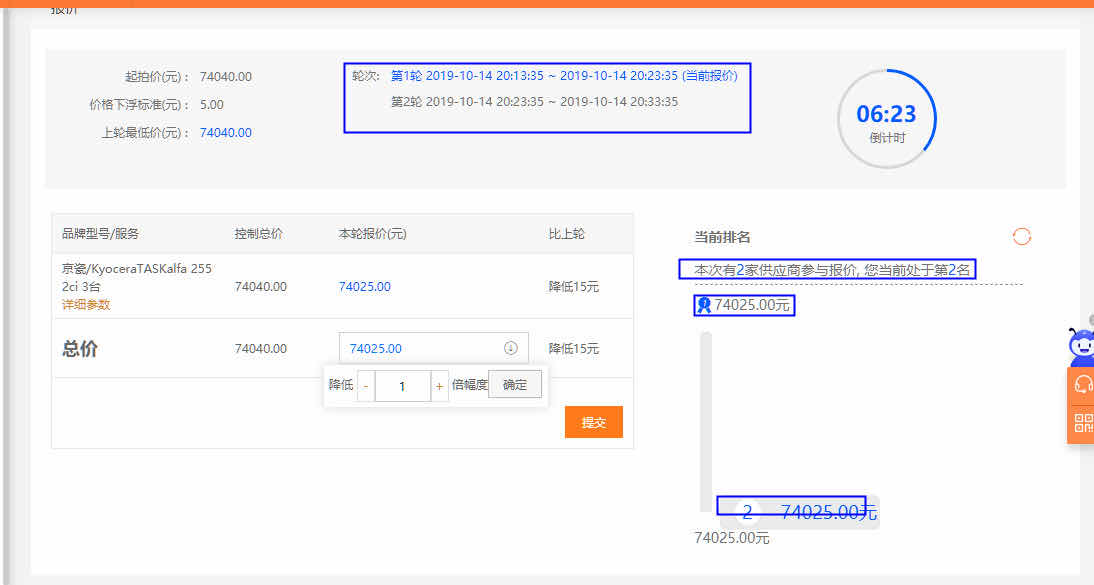 报价
起拍价(元)： 74040.00
价格下浮标准(元)： 5.00
上轮最低价(元)： 74040.00
轮次: 第1轮 2019-10-14 20:13:35 ~ 2019-10-14 20:23:35 (当前报价)
第2轮 2019-10-14 20:23:35 ~ 2019-10-14 20:33:35
06:23
倒计时
品牌型号/服务 控制总价 本轮报价(元) 比上轮
京瓷/KyoceraTASKalfa 255
2ci 3台 74040.00 74025.00 降低15元
详细参数
总价 74040.00 74025.00 降低15元
降低 - 1 + 倍幅度 确定
提交
当前排名
本次有2家供应商参与报价, 您当前处于第2名
1 74025.00元
2 74025.00元
74025.00元